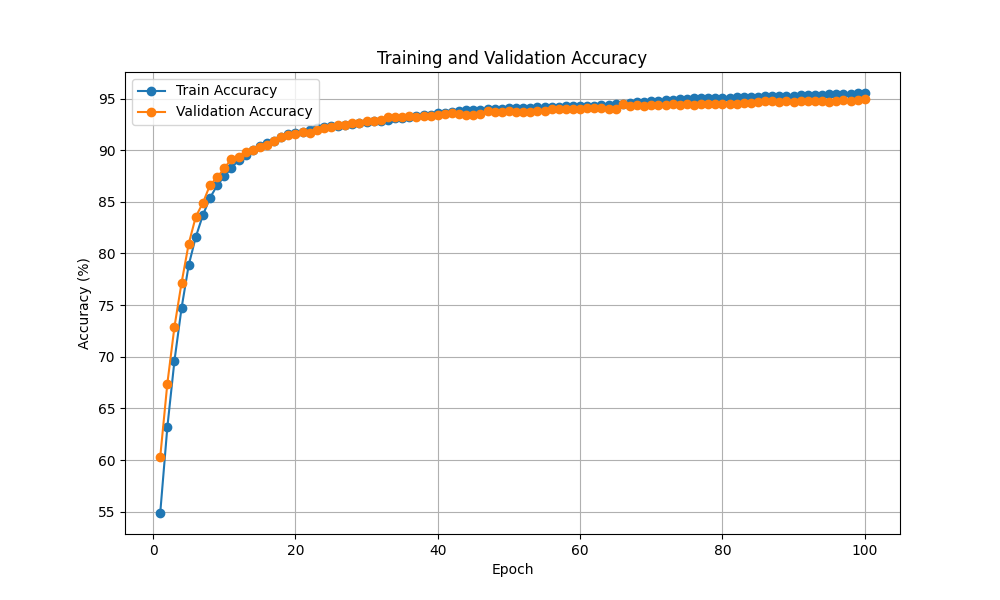 Training and Validation Accuracy
Train Accuracy
Validation Accuracy
Accuracy (%)
95
90
85
80
75
70
65
60
55
0 20 40 60 80 100
Epoch